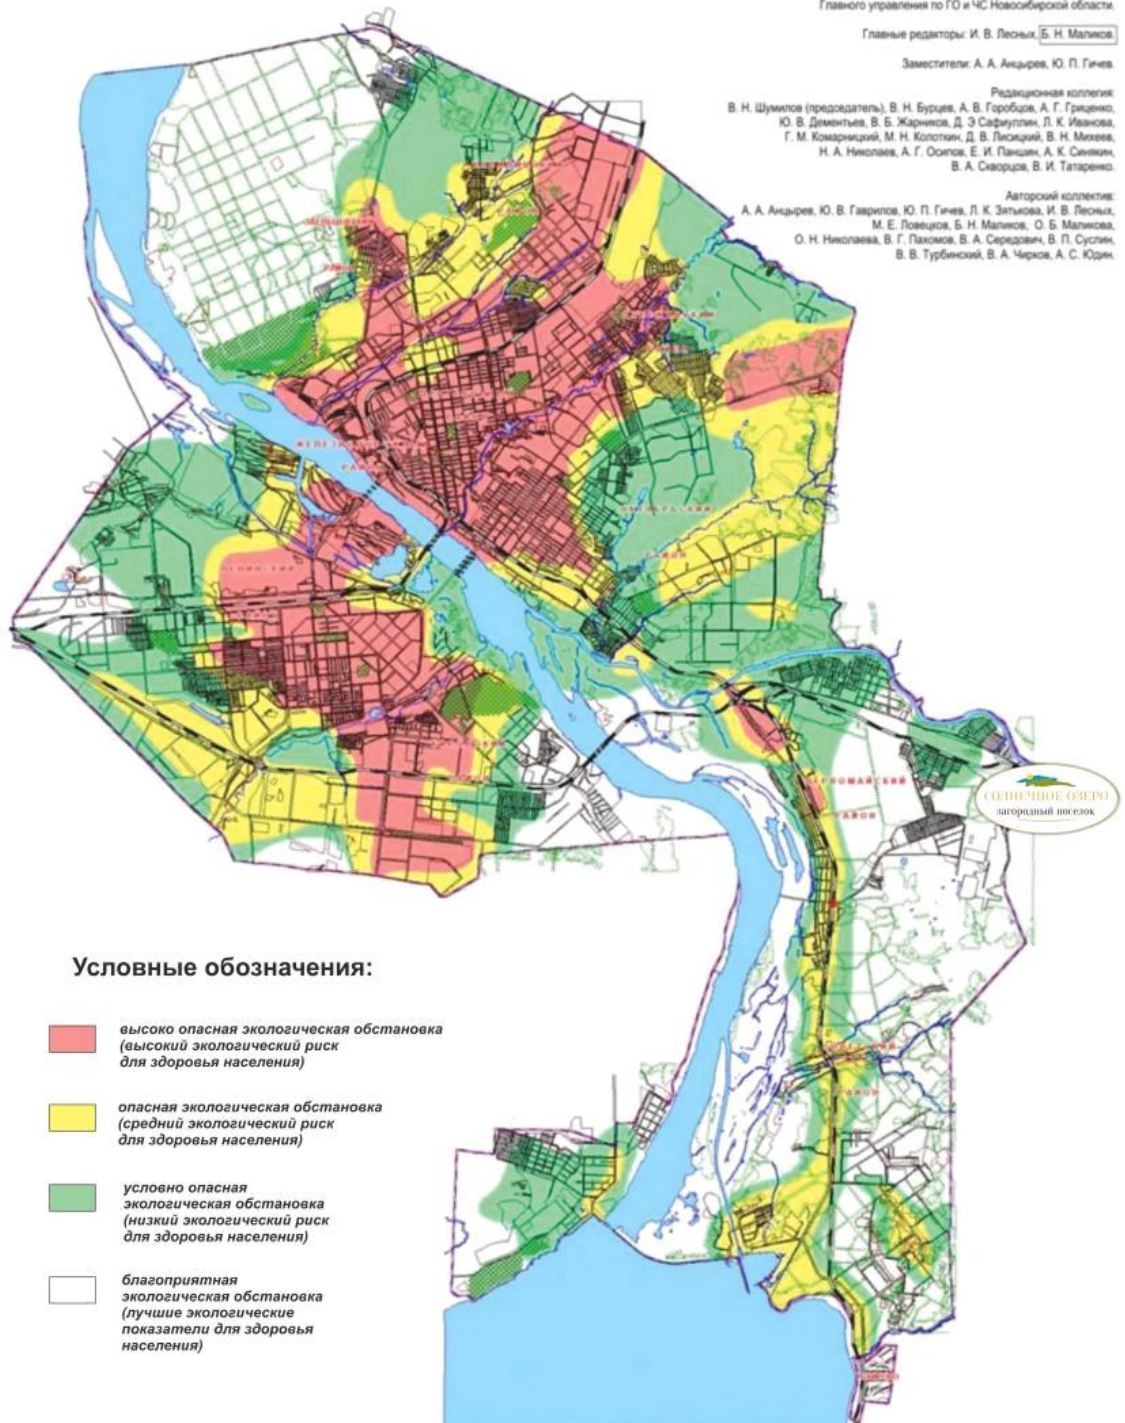 Главного управления по ГО и ЧС Новосибирской области.
Главные редакторы: И. В. Лесных, Б. Н. Маликов.
Заместители: А. А. Анцырев, Ю. П. Гичев.
Редакционная коллегия:
В. Н. Шумилов (председатель), В. Н. Бурцев, А. В. Горобцов, А. Г. Гриценко,
Ю. В. Дементьев, В. Б. Жарников, Д. Э Сафиуллин, Л. К. Иванова,
Г. М. Комарницкий, М. Н. Колоткин, Д. В. Лисицкий, В. Н. Михеев,
Н. А. Николаев, А. Г. Осипов, Е. И. Паншин, А. К. Синякин,
В. А. Скворцов, В. И. Татаренко.
Авторский коллектив:
А. А. Анцырев, Ю. В. Гаврилов, Ю. П. Гичев, Л. К. Зятькова, И. В. Лесных,
М. Е. Ловецков, Б. Н. Маликов, О. Б. Маликова,
О. Н. Николаева, В. Г. Пахомов, В. А. Середович, В. П. Суслин,
В. В. Турбинский, В. А. Чирков, А. С. Юдин.
РАЙОН
ЛЕНИНСКИЙ
РАЙОН
РАЙОН
СОЛНЕЧНОЕ ОЗЕРО
загородный поселок
ПЕРВОМАЙСКИЙ
РАЙОН
РАЙОН
Условные обозначения:
высоко опасная экологическая обстановка
(высокий экологический риск
для здоровья населения)
опасная экологическая обстановка
(средний экологический риск
для здоровья населения)
условно опасная
экологическая обстановка
(низкий экологический риск
для здоровья населения)
благоприятная
экологическая обстановка
(лучшие экологические
показатели для здоровья
населения)